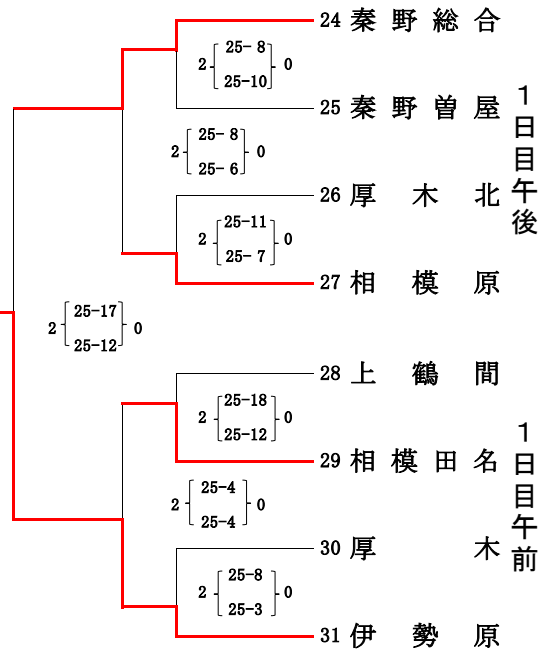 24 秦野総合
2 25-8 0
25-10
25 秦野曽屋
2 25-8 0
25-6
26 厚木北
2 25-11 0
25-7
27 相模原
1日目午後
2 25-17 0
25-12
28 上鶴間
2 25-18 0
25-12
29 相模田名
2 25-4 0
25-4
30 厚木
2 25-8 0
25-3
31 伊勢原
1日目午前